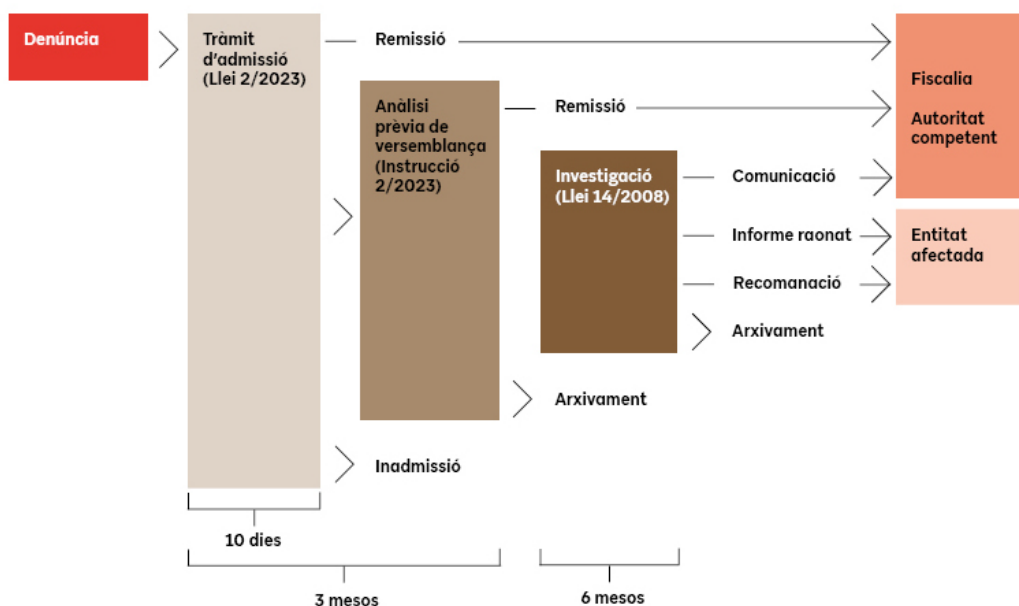 Denúncia
Tràmit
d'admissió
(Llei 2/2023)
Remissió
Anàlisi
prèvia de
versemblança
(Instrucció
2/2023)
Remissió
Investigació
(Llei 14/2008)
Comunicació
Informe raonat
Recomanació
Arxivament
Arxivament
Inadmissió
Fiscalia
Autoritat
competent
Entitat
afectada
10 dies
3 mesos
6 mesos